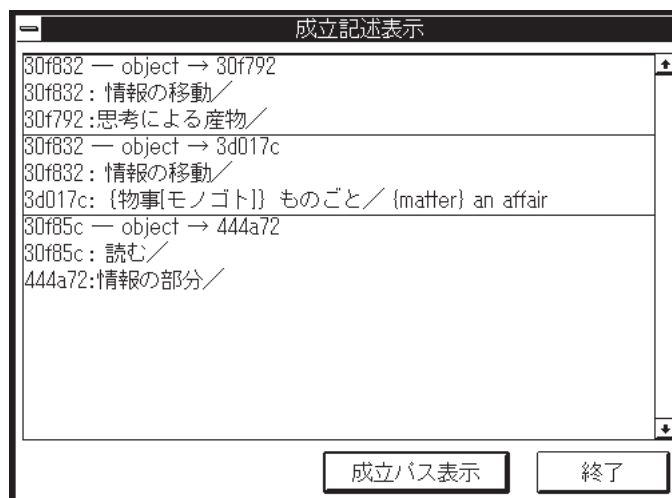 成立記述表示
30f832 — object → 30f792
30f832 : 情報の移動／
30f792 :思考による産物／
30f832 — object → 3d017c
30f832 : 情報の移動／
3d017c: {物事[モノゴト]} ものごと／ {matter} an affair
30f85c — object → 444a72
30f85c : 読む／
444a72:情報の部分／
成立パス表示
終了